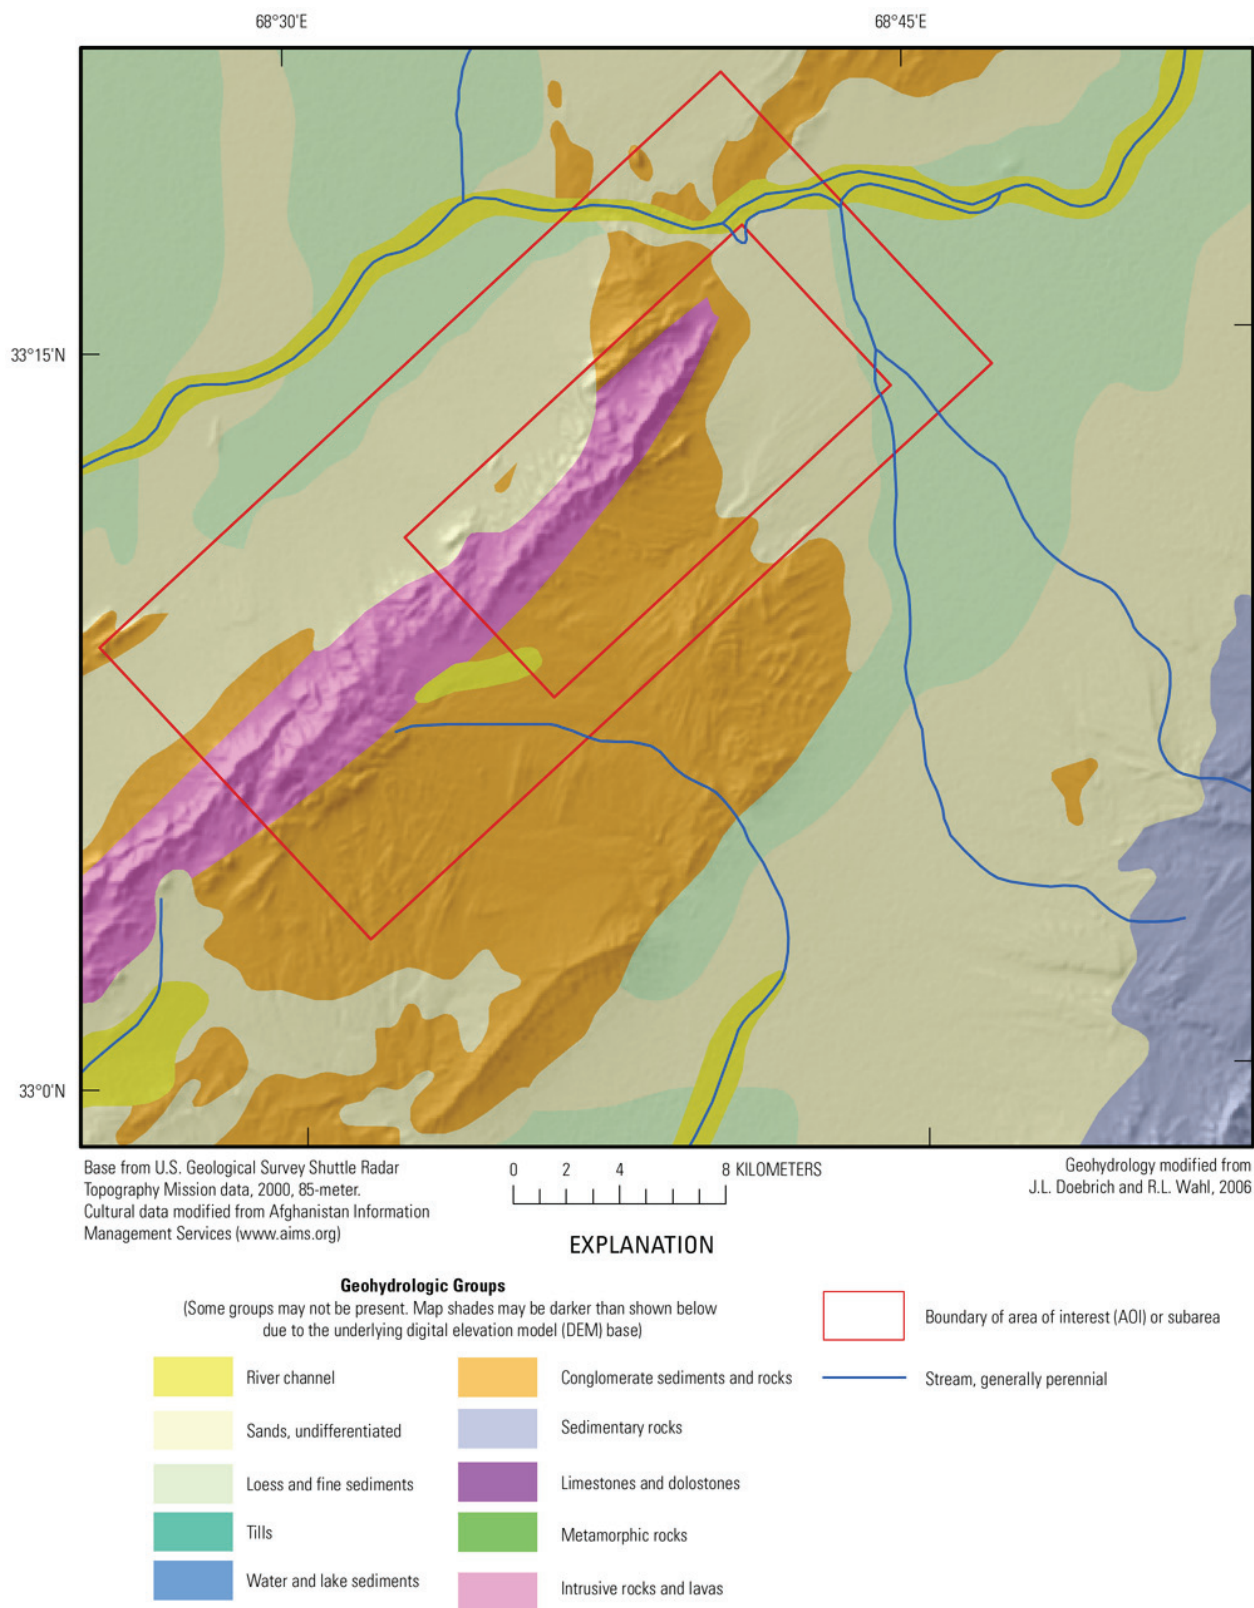 68°30'E
68°45'E
33°15'N
33°0'N
Base from U.S. Geological Survey Shuttle Radar
Topography Mission data, 2000, 85-meter.
Cultural data modified from Afghanistan Information
Management Services (www.aims.org)
0 2 4 8 KILOMETERS
Geohydrology modified from
J.L. Doebrich and R.L. Wahl, 2006
EXPLANATION
Geohydrologic Groups
(Some groups may not be present. Map shades may be darker than shown below
due to the underlying digital elevation model (DEM) base)
River channel
Sands, undifferentiated
Loess and fine sediments
Tills
Water and lake sediments
Conglomerate sediments and rocks
Sedimentary rocks
Limestones and dolostones
Metamorphic rocks
Intrusive rocks and lavas
Boundary of area of interest (AOI) or subarea
Stream, generally perennial